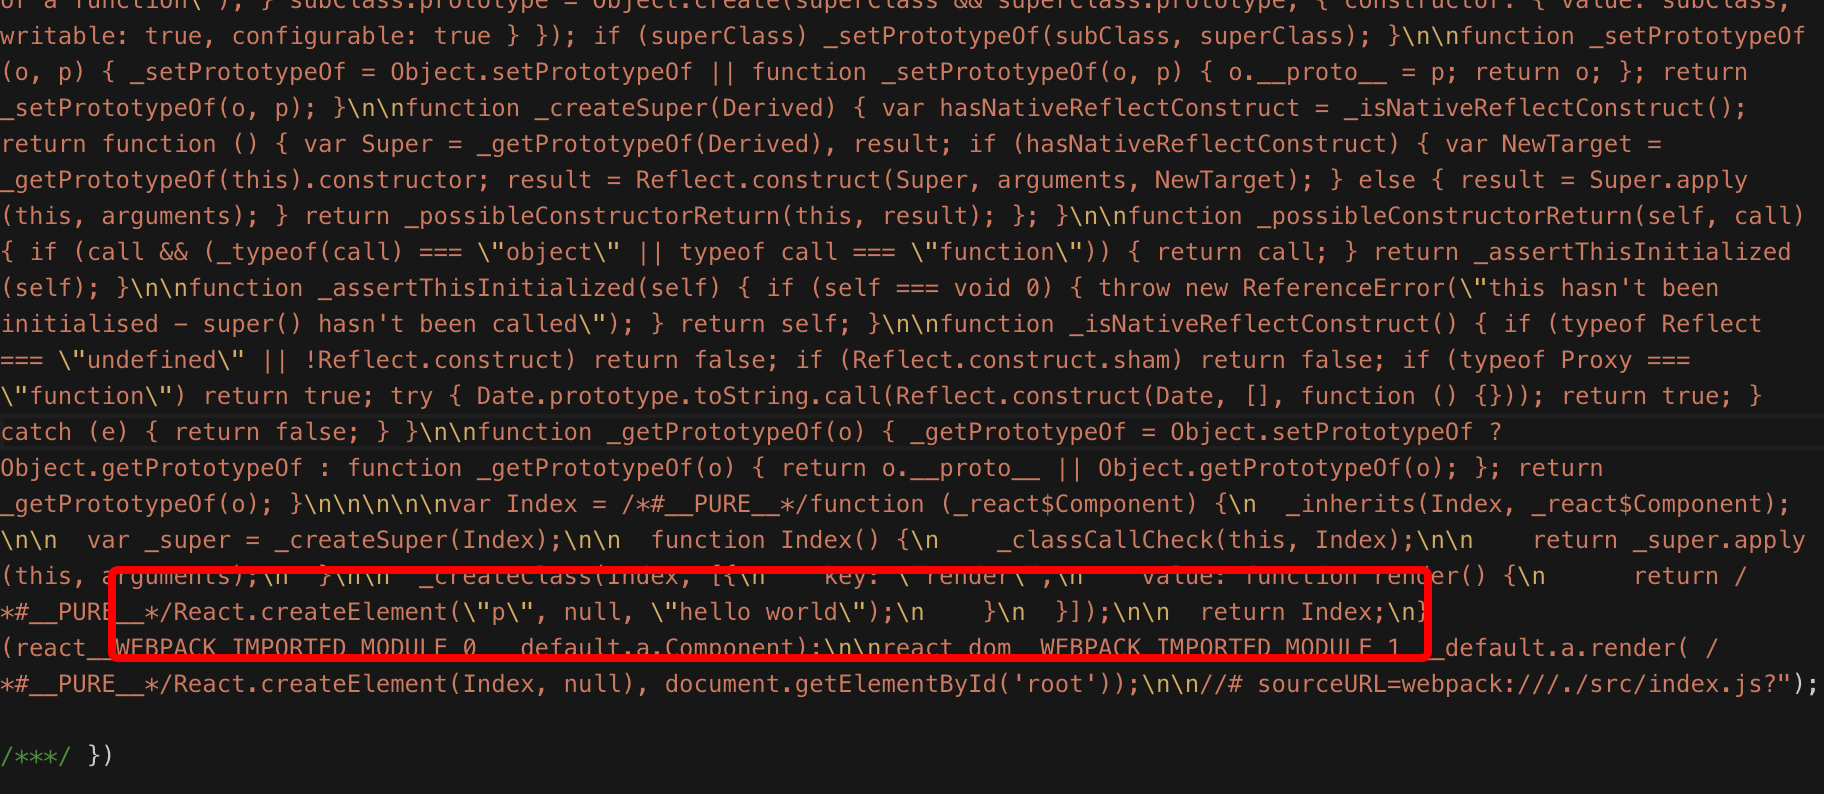 of a function\"); } subClass.prototype = Object.create(superClass && superClass.prototype, { constructor: { value: subClass,
writable: true, configurable: true } }); if (superClass) _setPrototypeOf(subClass, superClass); }\n\nfunction _setPrototypeOf
(o, p) { _setPrototypeOf = Object.setPrototypeOf || function _setPrototypeOf(o, p) { o.__proto__ = p; return o; }; return
_setPrototypeOf(o, p); }\n\nfunction _createSuper(Derived) { var hasNativeReflectConstruct = _isNativeReflectConstruct();
return function () { var Super = _getPrototypeOf(Derived), result; if (hasNativeReflectConstruct) { var NewTarget =
_getPrototypeOf(this).constructor; result = Reflect.construct(Super, arguments, NewTarget); } else { result = Super.apply
(this, arguments); } return _possibleConstructorReturn(this, result); }; }\n\nfunction _possibleConstructorReturn(self, call)
{ if (call && (_typeof(call) === \"object\" || typeof call === \"function\")) { return call; } return _assertThisInitialized
(self); }\n\nfunction _assertThisInitialized(self) { if (self === void 0) { throw new ReferenceError(\"this hasn't been
initialised - super() hasn't been called\"); } return self; }\n\nfunction _isNativeReflectConstruct() { if (typeof Reflect
=== \"undefined\" || !Reflect.construct) return false; if (Reflect.construct.sham) return false; if (typeof Proxy ===
\"function\") return true; try { Date.prototype.toString.call(Reflect.construct(Date, [], function () {})); return true; }
catch (e) { return false; } }\n\nfunction _getPrototypeOf(o) { _getPrototypeOf = Object.setPrototypeOf ?
Object.getPrototypeOf : function _getPrototypeOf(o) { return o.__proto__ || Object.getPrototypeOf(o); }; return
_getPrototypeOf(o); }\n\n\n\n\nvar Index = /*#__PURE__*/function (_react$Component) {\n  _inherits(Index, _react$Component);
\n\n  var _super = _createSuper(Index);\n\n  function Index() {\n    _classCallCheck(this, Index);\n\n    return _super.apply
(this, arguments);\n  }\n\n  _createClass(Index, [{\n    key: \"render\",\n    value: function render() {\n      return /
*#__PURE__*/React.createElement(\"p\", null, \"hello world\");\n    }\n  }]);\n\n  return Index;\n}
(react__WEBPACK_IMPORTED_MODULE_0__default.a.Component);\n\nreact_dom__WEBPACK_IMPORTED_MODULE_1___default.a.render( /
*#__PURE__*/React.createElement(Index, null), document.getElementById('root'));\n\n//# sourceURL=webpack:///./src/index.js?");
/***/ })